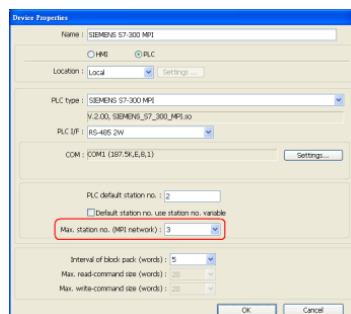 Device Properties
Name : SIEMENS S7-300 MPI
HMI PLC
Location : Local Settings ...
PLC type : SIEMENS S7-300 MPI
V.2.00, SIEMENS_S7_300_MPI.so
PLC I/F : RS-485 2W
COM : COM1 (187.5K,E,8,1) Settings...
PLC default station no. : 2
Default station no. use station no. variable
Max. station no. (MPI network) : 3
Interval of block pack (words) : 5
Max. read-command size (words) : 20
Max. write-command size (words) : 20
OK Cancel